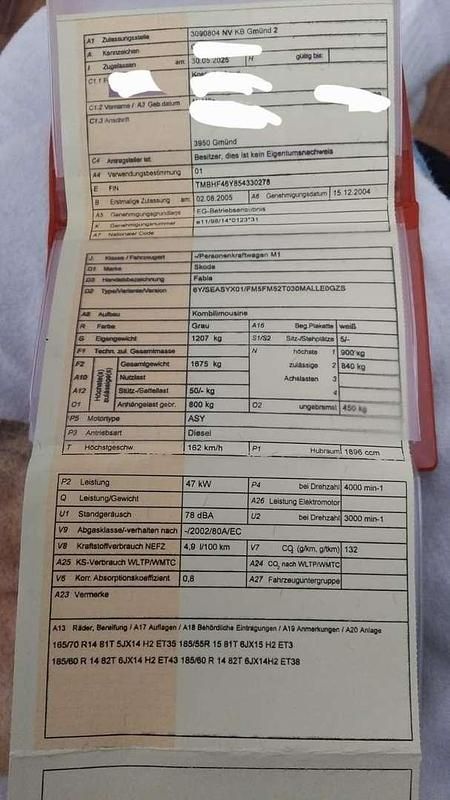 A1 Zulassungsstelle 3090804 NV KB Gmünd 2
A Kennzeichen
I Zugelassen am: 30.05.2025 H gültig bis:
C1.1
C1.2 Vorname / A3 Geb.datum
C1.3 Anschrift
3950 Gmünd
C4 Antragsteller ist: Besitzer, dies ist kein Eigentumsnachweis
A4 Verwendungsbestimmung 01
E FIN TMBHF46Y854330278
B Erstmalige Zulassung am: 02.08.2005 A6 Genehmigungsdatum 15.12.2004
A5 Genehmigungsgrundlage EG-Betriebserlaubnis
K Genehmigungsnummer e11/98/14*0123*31
A7 Nationaler Code
J Klasse / Fahrzeugart -/Personenkraftwagen M1
D1 Marke Skoda
D3 Handelsbezeichnung Fabia
D2 Type/Variante/Version 6Y/SEASYX01/FM5FM52T030MALLE0GZS
A8 Aufbau Kombilimousine
R Farbe Grau A16 Beg.Plakette weiß
G Eigengewicht 1207 kg S1/S2 Sitz-/Stehplätze 5/-
F1 Techn. zul. Gesamtmasse N höchste 1 900 kg
F2 Höchste(s) zulässige(s) Gesamtgewicht 1675 kg zulässige 2 840 kg
A10 Nutzlast Achslasten 3
A12 Stütz-/Sattellast 50/- kg 4
O1 Anhängelast gebr. 800 kg O2 ungebremst 450 kg
P5 Motortype ASY
P3 Antriebsart Diesel
T Höchstgeschw. 162 km/h P1 Hubraum 1896 ccm
P2 Leistung 47 kW P4 bei Drehzahl 4000 min-1
Q Leistung/Gewicht A26 Leistung Elektromotor
U1 Standgeräusch 78 dBA U2 bei Drehzahl 3000 min-1
V9 Abgasklasse/-verhalten nach -/2002/80A/EC
V8 Kraftstoffverbrauch NEFZ 4,9 l/100 km V7 CO2 (g/km, g/tkm) 132
A25 KS-Verbrauch WLTP/WMTC A24 CO2 nach WLTP/WMTC
V6 Korr. Absorptionskoeffizient 0,8 A27 Fahrzeuguntergruppe
A23 Vermerke
A13 Räder, Bereifung / A17 Auflagen / A18 Behördliche Eintragungen / A19 Anmerkungen / A20 Anlage
165/70 R14 81T 5JX14 H2 ET35 185/55R 15 81T 6JX15 H2 ET3
185/60 R 14 82T 6JX14 H2 ET43 185/60 R 14 82T 6JX14H2 ET38